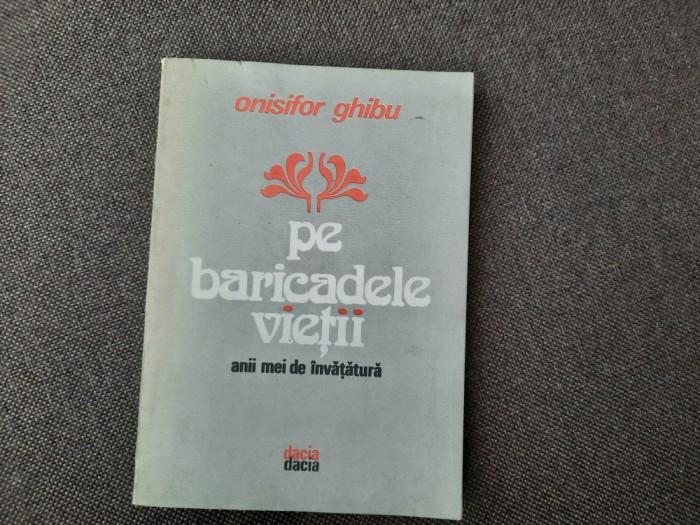 onisifor ghibu
pe
baricadele
vieții
anii mei de învățătură
dacia
dacia